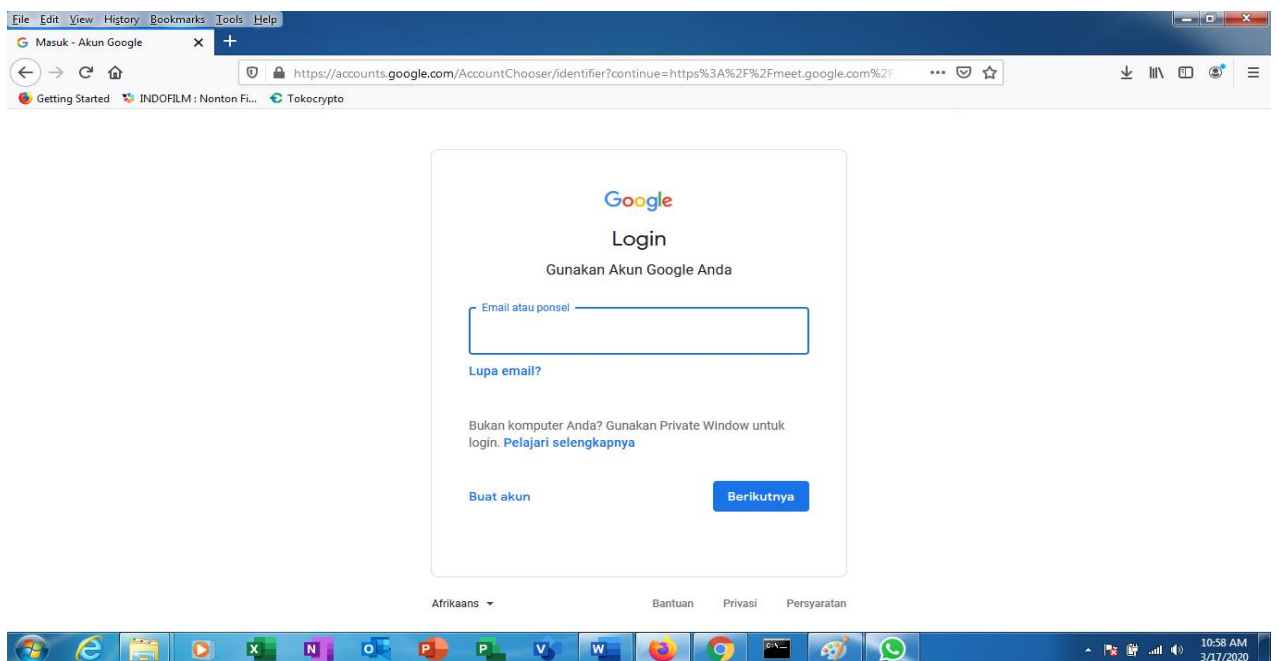 File Edit View History Bookmarks Tools Help
Masuk - Akun Google
https://accounts.google.com/AccountChooser/identifier?continue=https%3A%2F%2Fmeet.google.com%2F
Getting Started INDOFILM : Nonton Fi... Tokocrypto
Google
Login
Gunakan Akun Google Anda
Email atau ponsel
Lupa email?
Bukan komputer Anda? Gunakan Private Window untuk
login. Pelajari selengkapnya
Buat akun Berikutnya
Afrikaans Bantuan Privasi Persyaratan
10:58 AM
3/17/2020